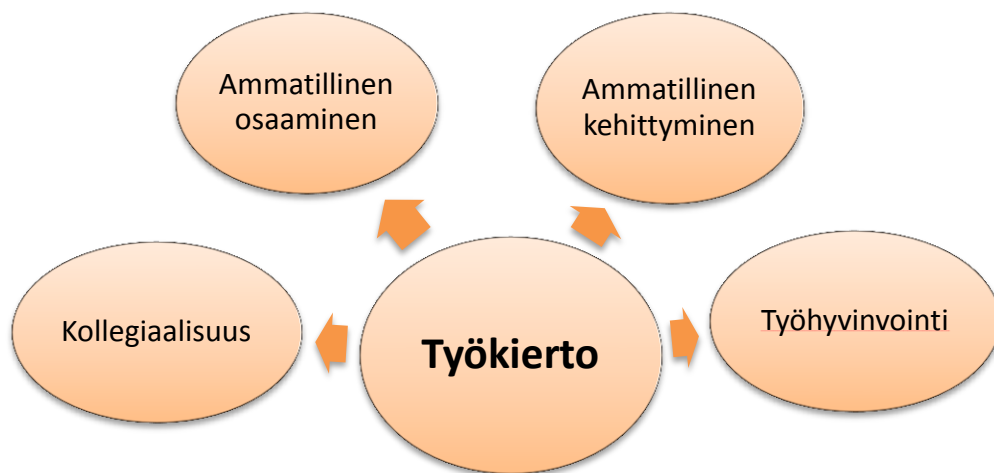 Ammatillinen
osaaminen
Ammatillinen
kehittyminen
Kollegiaalisuus
Työkierto
Työhyvinvointi